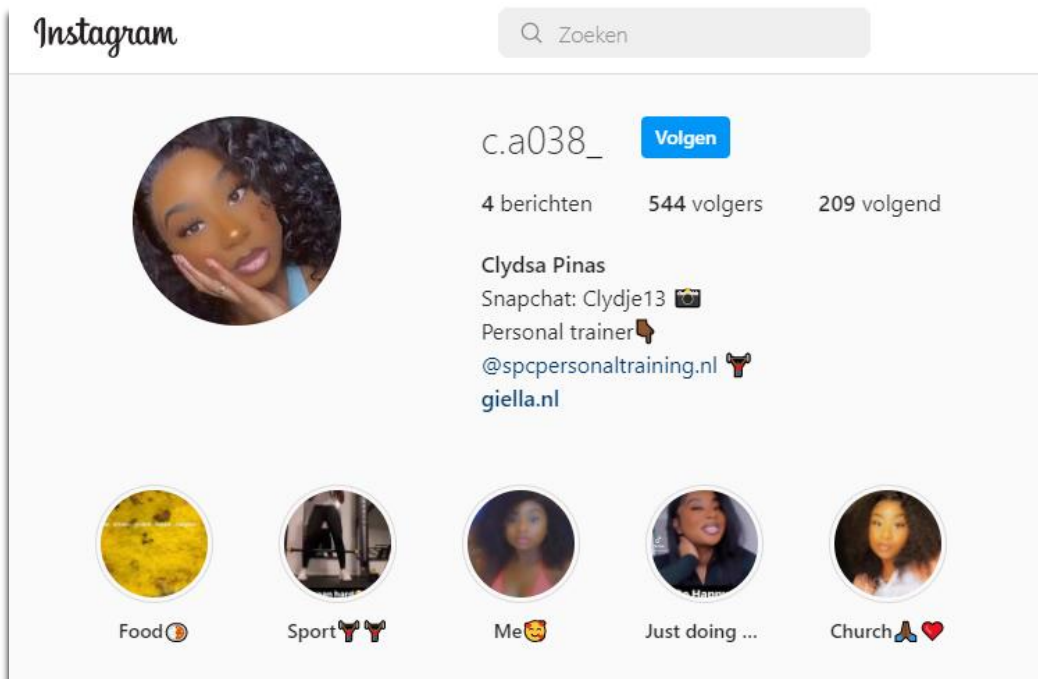 Instagram
Zoeken
c.a038_ Volgen
4 berichten 544 volgers 209 volgend
Clydsa Pinas
Snapchat: Clydje13 📸
Personal trainer👇🏾
@spcpersonaltraining.nl 🏋🏾
giella.nl
Food🍳 Sport🏋🏾🏋🏾 Me🥰 Just doing ... Church🙏🏾❤️